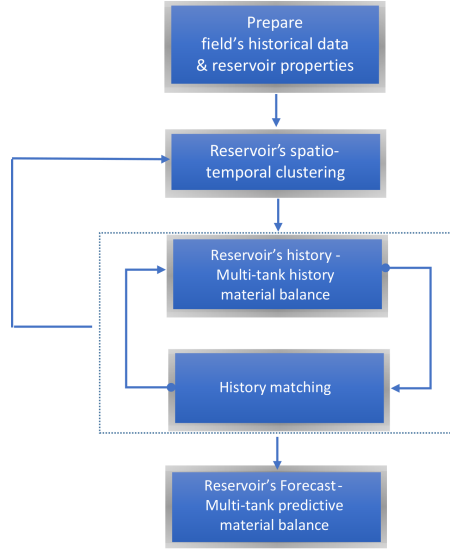 Prepare
field's historical data
& reservoir properties
Reservoir's spatio-
temporal clustering
Reservoir's history -
Multi-tank history
material balance
History matching
Reservoir's Forecast-
Multi-tank predictive
material balance